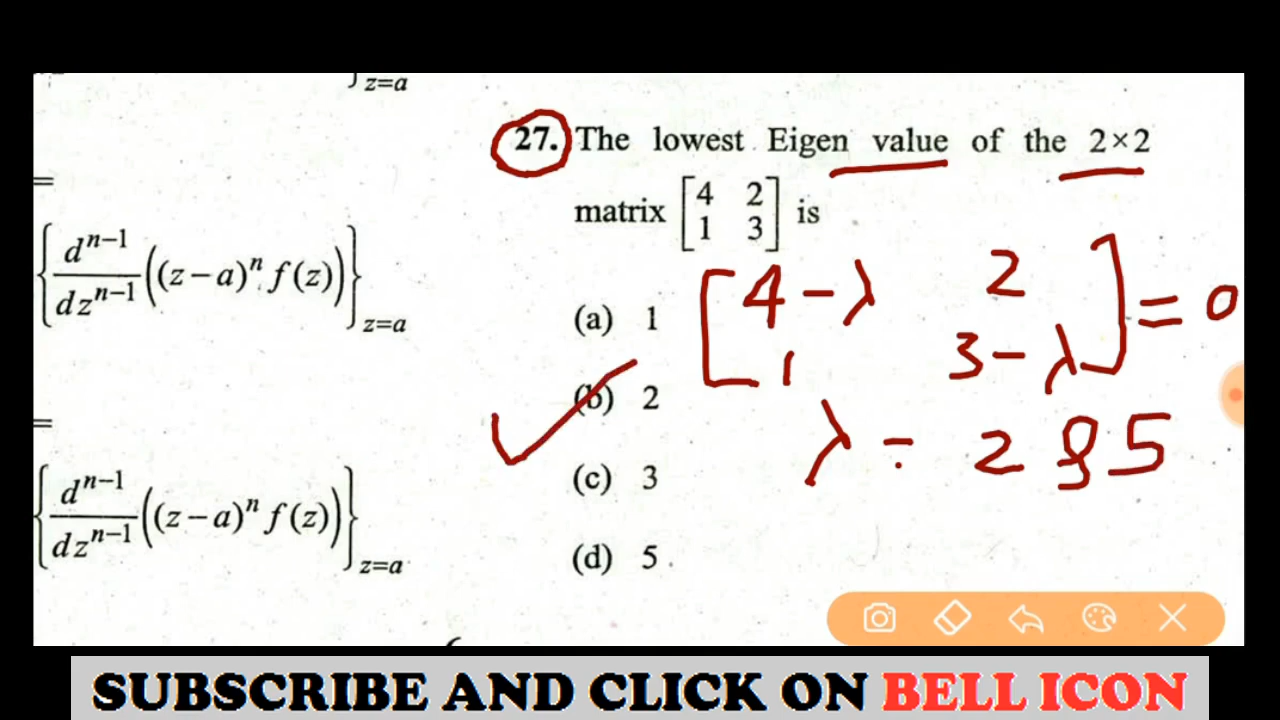 }z=a
=
{d^{n-1}/dz^{n-1}((z-a)^n f(z))}z=a
=
{d^{n-1}/dz^{n-1}((z-a)^n f(z))}z=a
27. The lowest Eigen value of the 2×2
matrix [4 2
1 3] is
(a) 1
(b) 2
(c) 3
(d) 5.
[4-λ 2
1 3-λ] = 0
λ = 2 & 5
SUBSCRIBE AND CLICK ON BELL ICON